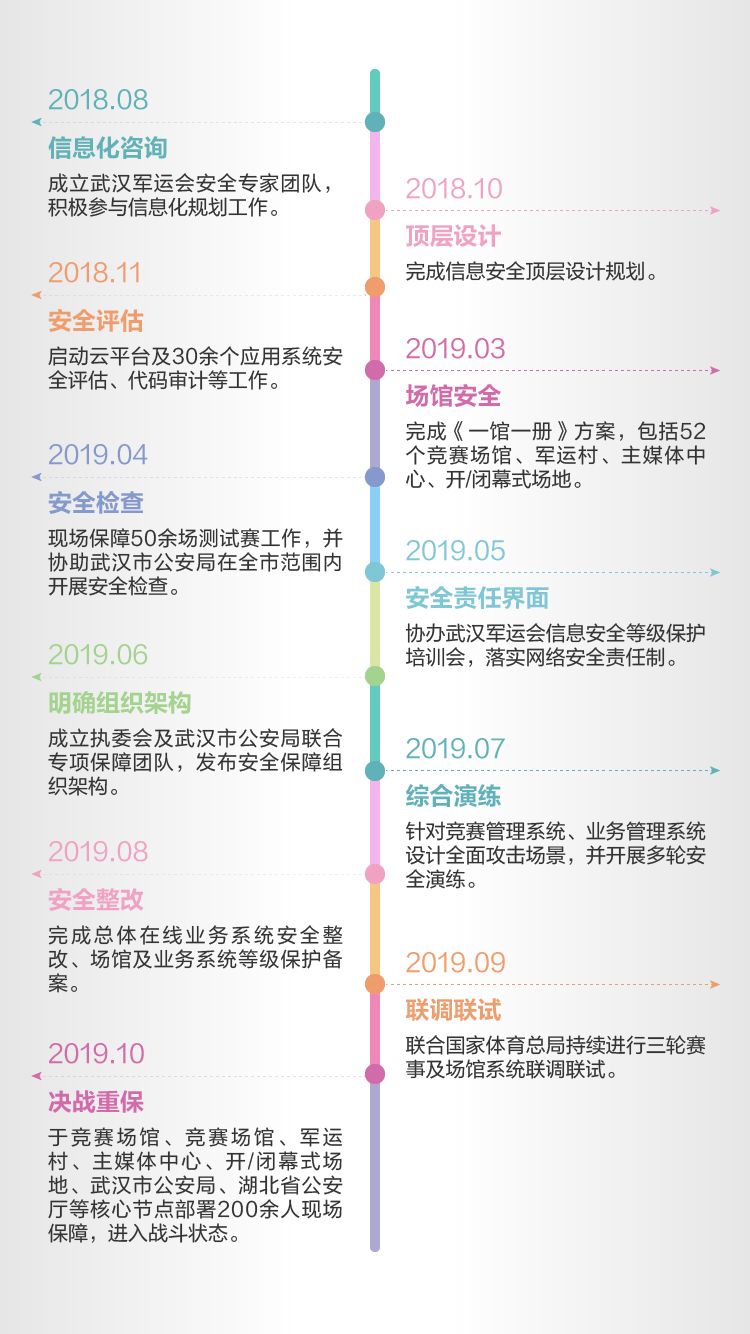 2018.08
信息化咨询
成立武汉军运会安全专家团队，
积极参与信息化规划工作。
2018.10
顶层设计
完成信息安全顶层设计规划。
2018.11
安全评估
启动云平台及30余个应用系统安
全评估、代码审计等工作。
2019.03
场馆安全
完成《一馆一册》方案，包括52
个竞赛场馆、军运村、主媒体中
心、开/闭幕式场地。
2019.04
安全检查
现场保障50余场测试赛工作，并
协助武汉市公安局在全市范围内
开展安全检查。
2019.05
安全责任界面
协办武汉军运会信息安全等级保护
培训会，落实网络安全责任制。
2019.06
明确组织架构
成立执委会及武汉市公安局联合
专项保障团队，发布安全保障组
织架构。
2019.07
综合演练
针对竞赛管理系统、业务管理系统
设计全面攻击场景，并开展多轮安
全演练。
2019.08
安全整改
完成总体在线业务系统安全整
改、场馆及业务系统等级保护备
案。
2019.09
联调联试
联合国家体育总局持续进行三轮赛
事及场馆系统联调联试。
2019.10
决战重保
于竞赛场馆、竞赛场馆、军运
村、主媒体中心、开/闭幕式场
地、武汉市公安局、湖北省公安
厅等核心节点部署200余人现场
保障，进入战斗状态。